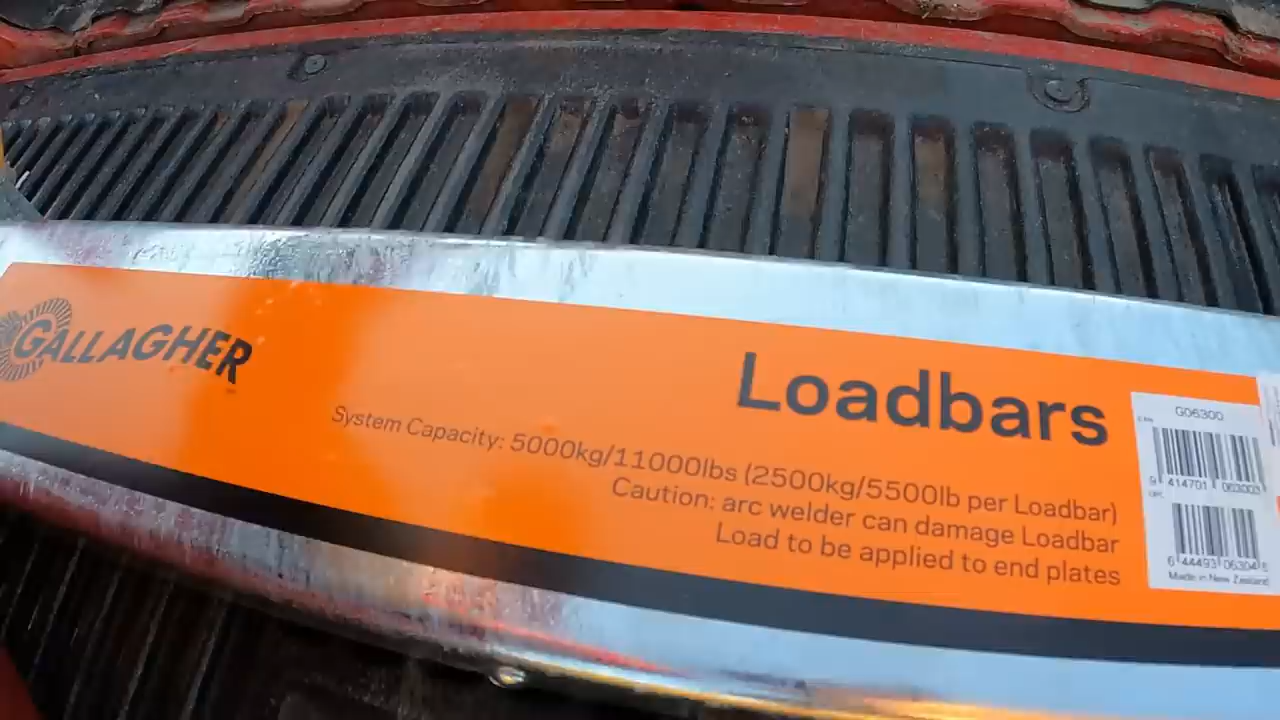 GALLAGHER
Loadbars
System Capacity: 5000kg/11000lbs (2500kg/5500lb per Loadbar)
Caution: arc welder can damage Loadbar
Load to be applied to end plates
G06300
9 414701 063003
6 44493 06304 8
Made in New Zealand